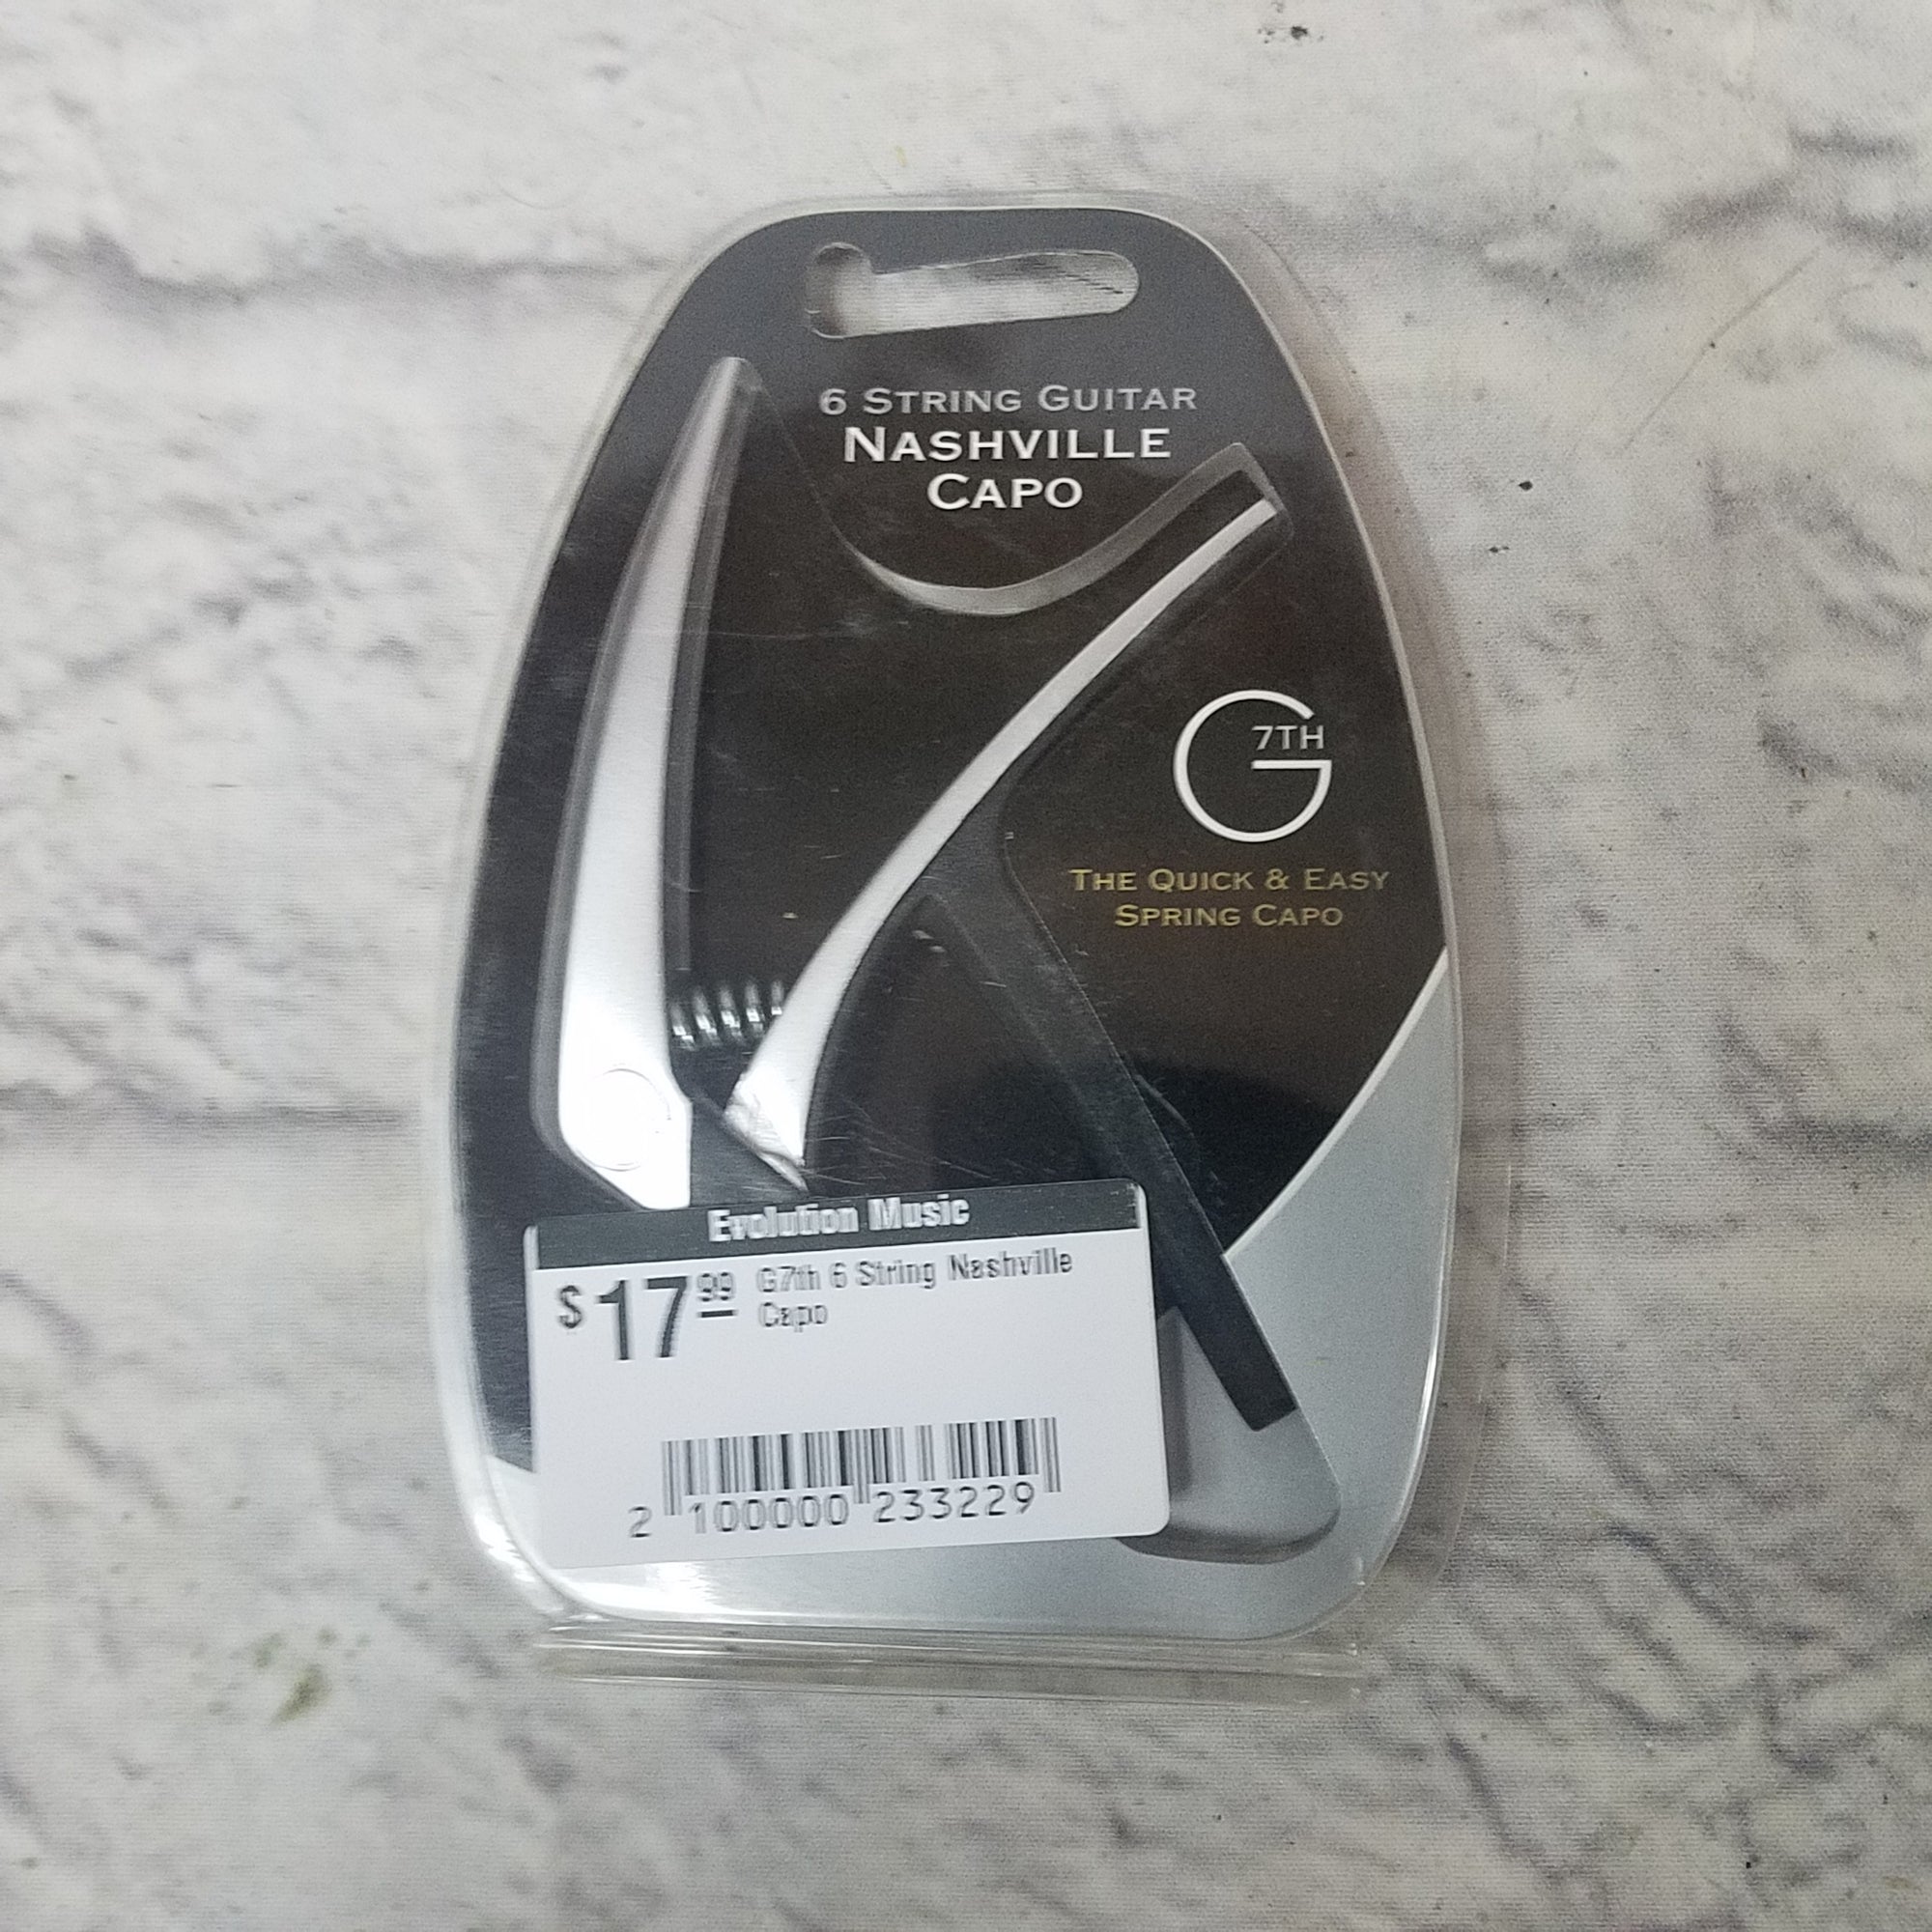 6 STRING GUITAR
NASHVILLE
CAPO
7TH
G
THE QUICK & EASY
SPRING CAPO
Evolution Music
$17.99 G7th 6 String Nashville
Capo
2 100000 233229